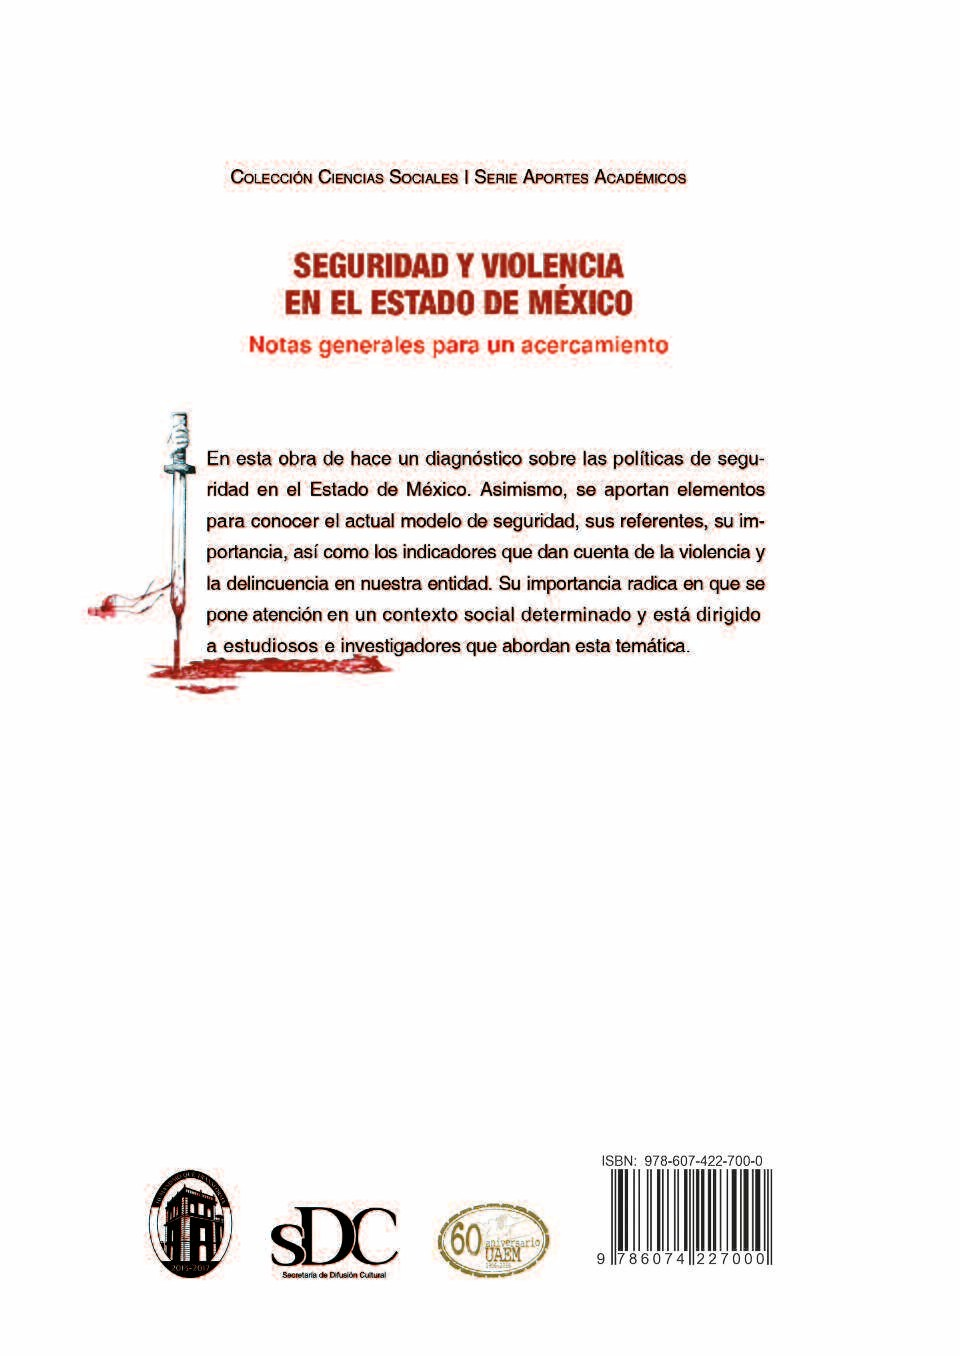 COLECCIÓN CIENCIAS SOCIALES | SERIE APORTES ACADÉMICOS
SEGURIDAD Y VIOLENCIA
EN EL ESTADO DE MÉXICO
Notas generales para un acercamiento
En esta obra de hace un diagnóstico sobre las políticas de segu-
ridad en el Estado de México. Asimismo, se aportan elementos
para conocer el actual modelo de seguridad, sus referentes, su im-
portancia, así como los indicadores que dan cuenta de la violencia y
la delincuencia en nuestra entidad. Su importancia radica en que se
pone atención en un contexto social determinado y está dirigido
a estudiosos e investigadores que abordan esta temática.
2013-2017
SDC
Secretaría de Difusión Cultural
60 aniversario
UAEM
ISBN: 978-607-422-700-0
9 786074 227000